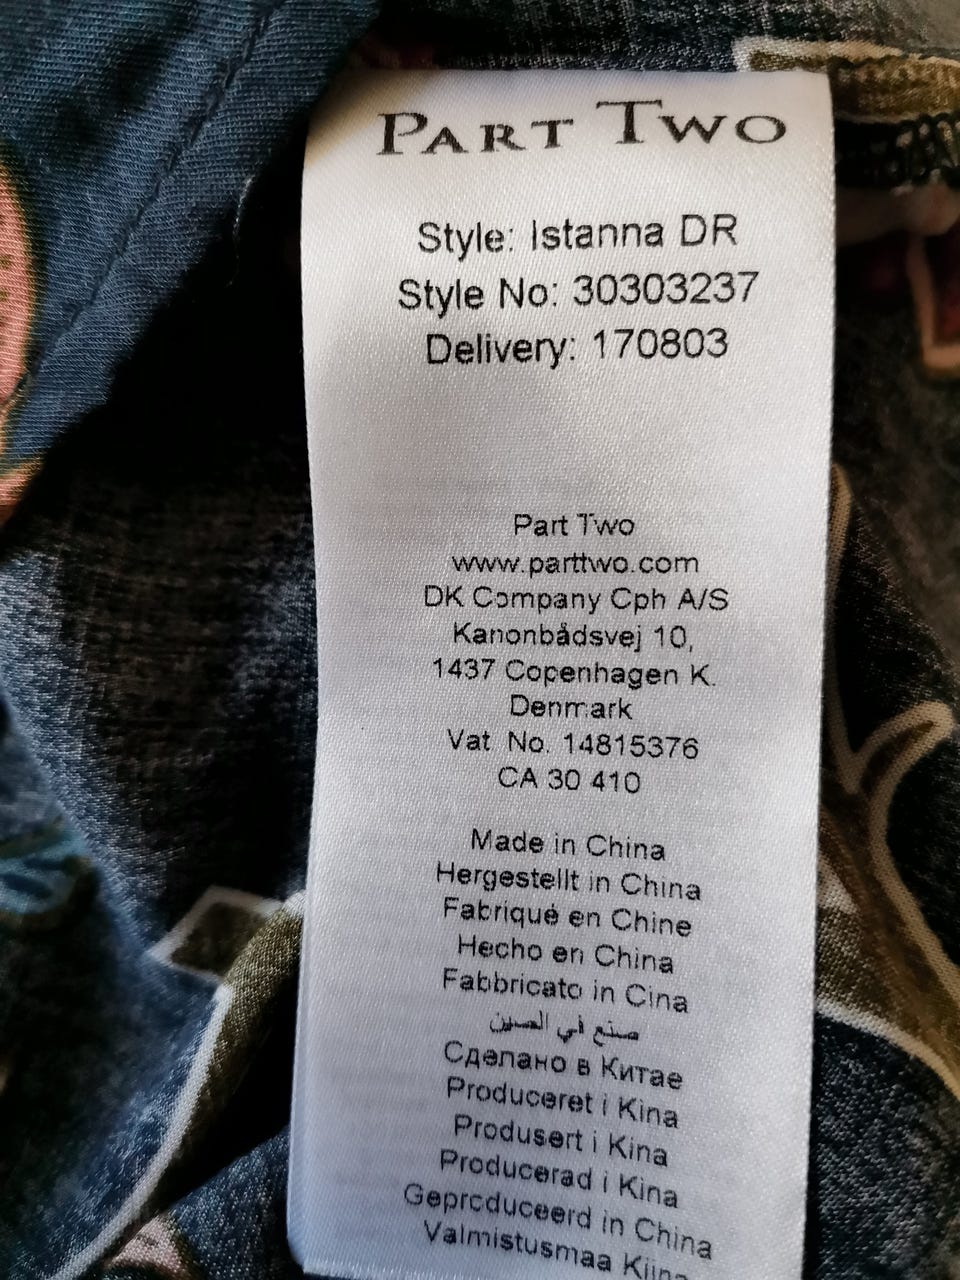 PART TWO
Style: Istanna DR
Style No: 30303237
Delivery: 170803
Part Two
www.parttwo.com
DK Company Cph A/S
Kanonbådsvej 10,
1437 Copenhagen K.
Denmark
Vat No. 14815376
CA 30 410
Made in China
Hergestellt in China
Fabriqué en Chine
Hecho en China
Fabbricato in Cina
صنع في الصين
Сделано в Китае
Produceret i Kina
Produsert i Kina
Producerad i Kina
Geproduceerd in China
Valmistusmaa Kiina